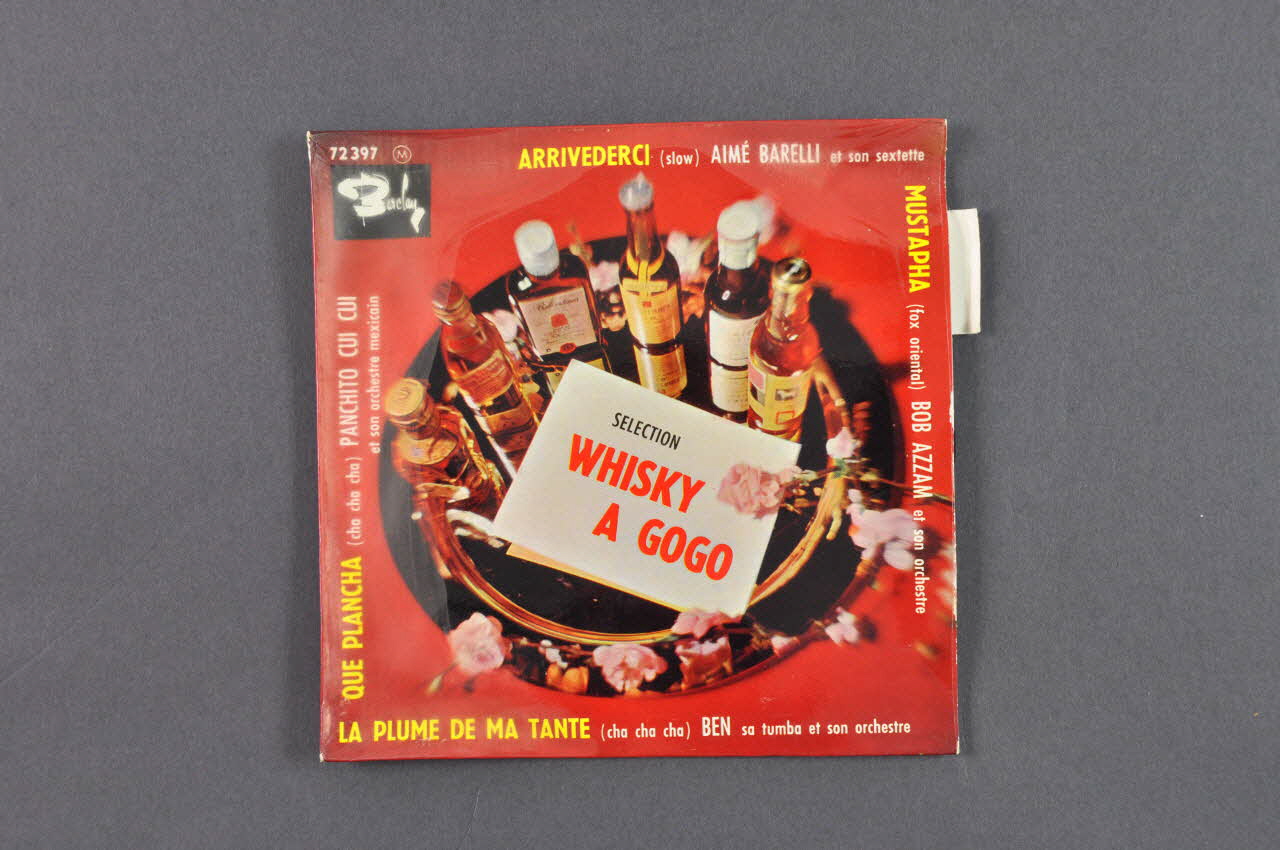 72 397 M
Barclay
ARRIVEDERCI (slow) AIMÉ BARELLI et son sextette
MUSTAPHA (fox oriental) BOB AZZAM et son orchestre
QUE PLANCHA (cha cha cha) PANCHITO CUI CUI
et son orchestre mexicain
SELECTION
WHISKY
A GOGO
LA PLUME DE MA TANTE (cha cha cha) BEN sa tumba et son orchestre